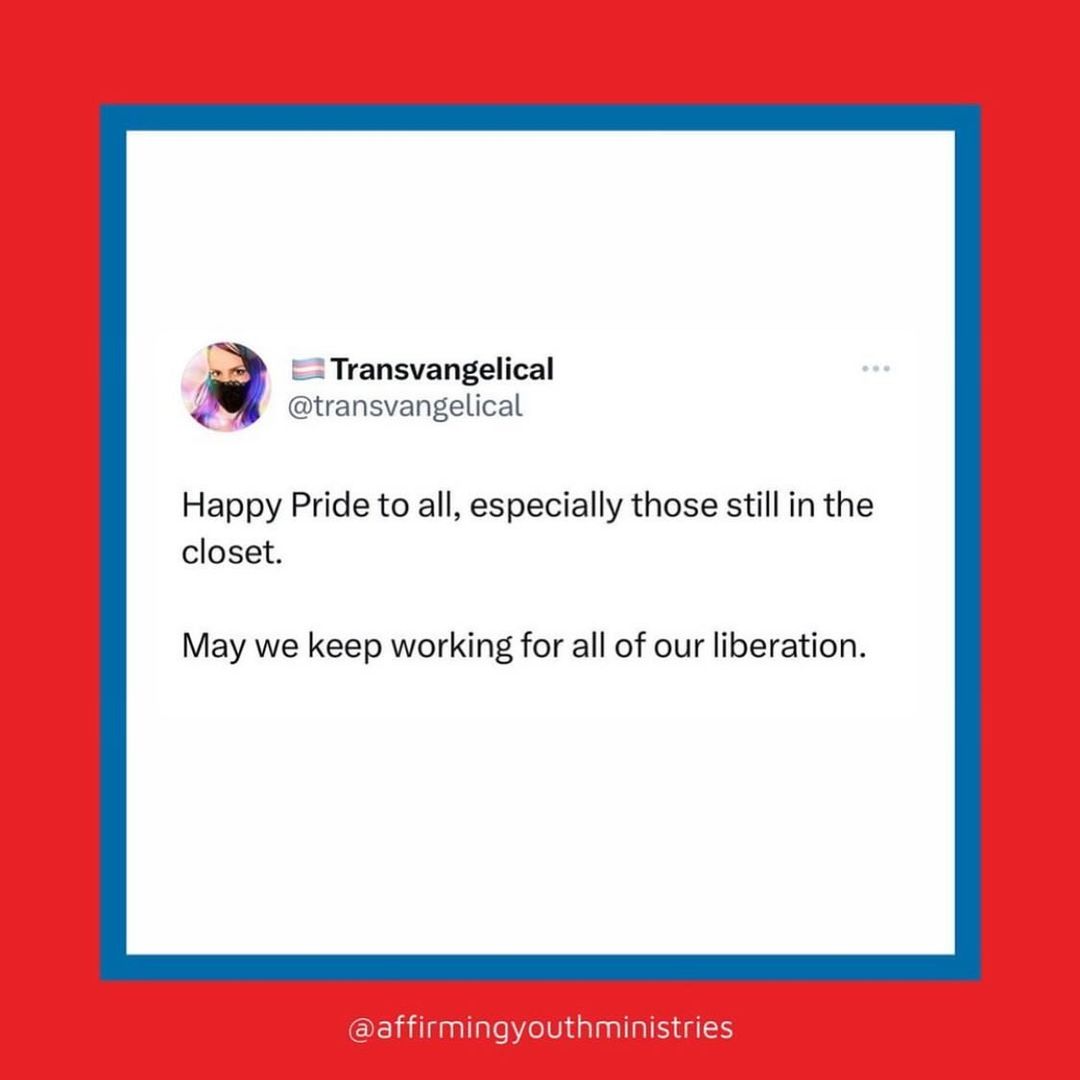 Transvangelical
@transvangelical
Happy Pride to all, especially those still in the
closet.
May we keep working for all of our liberation.
@affirmingyouthministries